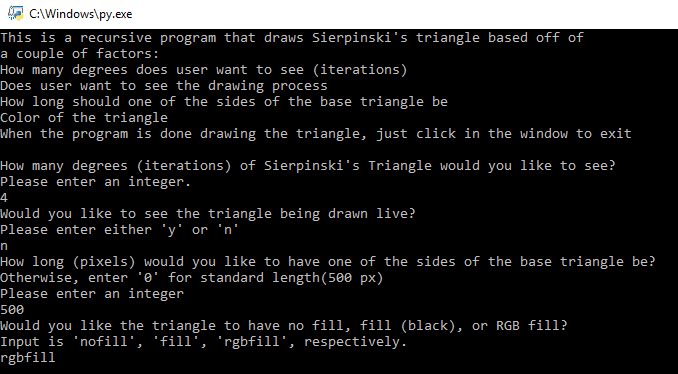 C:\Windows\py.exe
This is a recursive program that draws Sierpinski's triangle based off of
a couple of factors:
How many degrees does user want to see (iterations)
Does user want to see the drawing process
How long should one of the sides of the base triangle be
Color of the triangle
When the program is done drawing the triangle, just click in the window to exit
How many degrees (iterations) of Sierpinski's Triangle would you like to see?
Please enter an integer.
4
Would you like to see the triangle being drawn live?
Please enter either 'y' or 'n'
n
How long (pixels) would you like to have one of the sides of the base triangle be?
Otherwise, enter '0' for standard length(500 px)
Please enter an integer
500
Would you like the triangle to have no fill, fill (black), or RGB fill?
Input is 'nofill', 'fill', 'rgbfill', respectively.
rgbfill